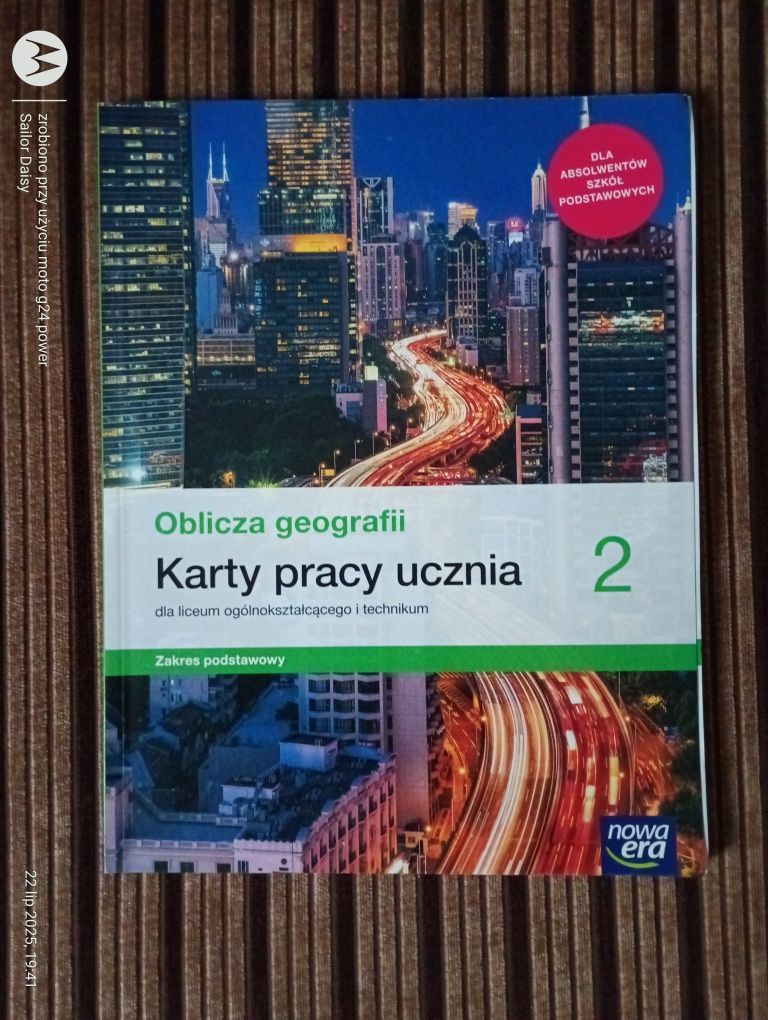 DLA
ABSOLWENTÓW
SZKÓŁ
PODSTAWOWYCH
Oblicza geografii
Karty pracy ucznia
2
dla liceum ogólnokształcącego i technikum
Zakres podstawowy
nowa
era
zrobiono przy użyciu moto g24 power
Sailor Daisy
22 lip 2025, 19:41